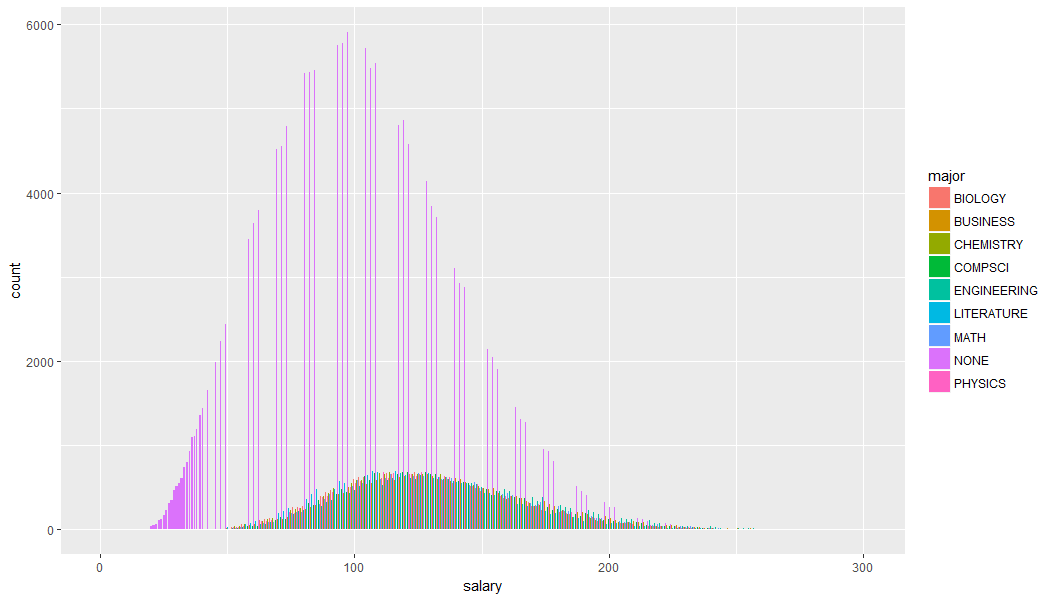 6000
4000
2000
0
count
0 100 200 300
salary
major
BIOLOGY
BUSINESS
CHEMISTRY
COMPSCI
ENGINEERING
LITERATURE
MATH
NONE
PHYSICS